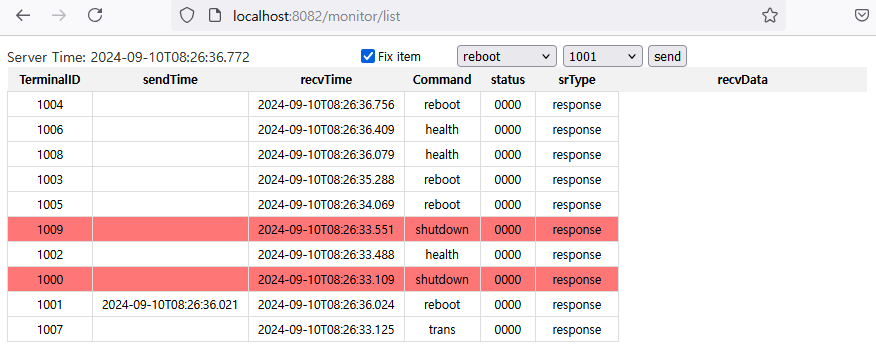 localhost:8082/monitor/list
Server Time: 2024-09-10T08:26:36.772 Fix item reboot 1001 send
TerminalID sendTime recvTime Command status srType recvData
1004 2024-09-10T08:26:36.756 reboot 0000 response
1006 2024-09-10T08:26:36.409 health 0000 response
1008 2024-09-10T08:26:36.079 health 0000 response
1003 2024-09-10T08:26:35.288 reboot 0000 response
1005 2024-09-10T08:26:34.069 reboot 0000 response
1009 2024-09-10T08:26:33.551 shutdown 0000 response
1002 2024-09-10T08:26:33.488 health 0000 response
1000 2024-09-10T08:26:33.109 shutdown 0000 response
1001 2024-09-10T08:26:36.021 2024-09-10T08:26:36.024 reboot 0000 response
1007 2024-09-10T08:26:33.125 trans 0000 response